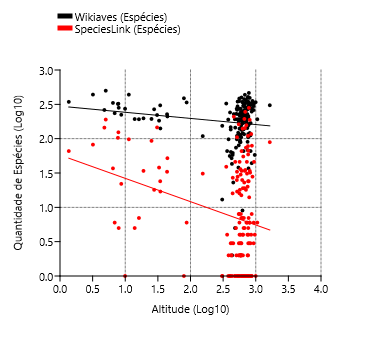 Wikiaves (Espécies)
SpeciesLink (Espécies)
3.0
2.5
2.0
1.5
1.0
0.5
0.0
Quantidade de Espécies (Log10)
0.0 0.5 1.0 1.5 2.0 2.5 3.0 3.5 4.0
Altitude (Log10)